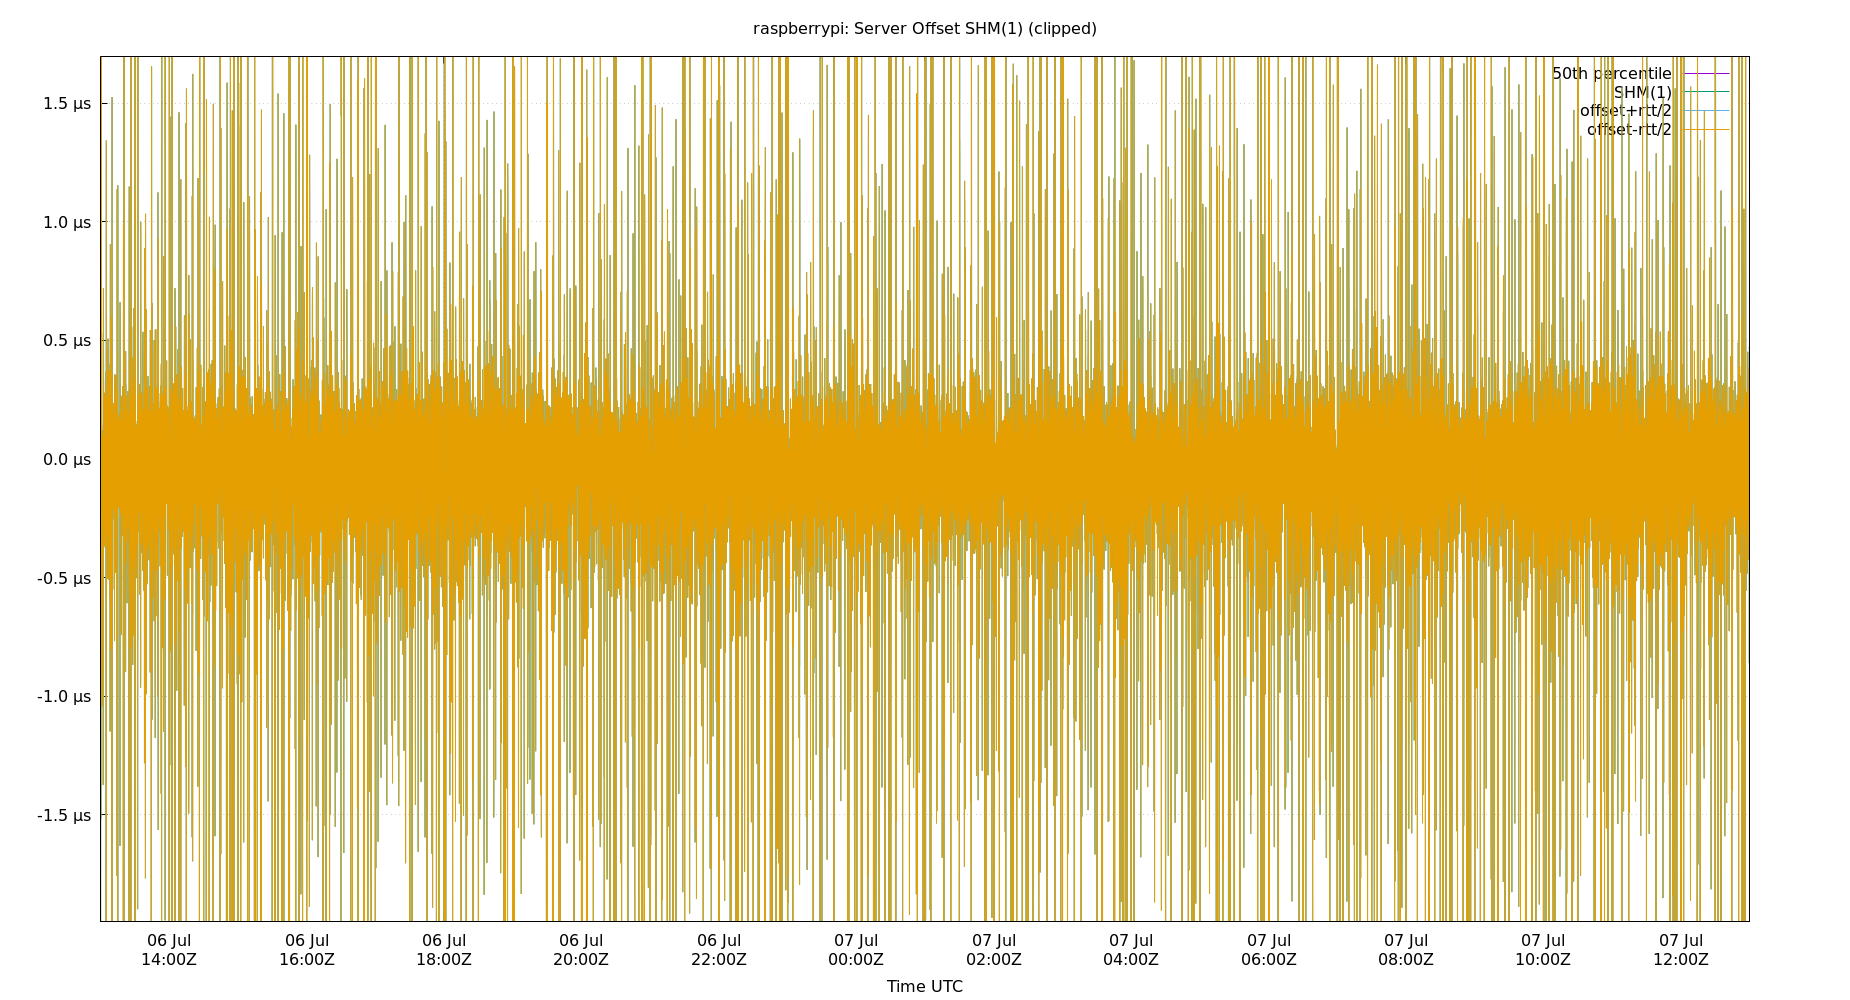 raspberrypi: Server Offset SHM(1) (clipped)
50th percentile
SHM(1)
offset+rtt/2
offset-rtt/2
1.5 µs
1.0 µs
0.5 µs
0.0 µs
-0.5 µs
-1.0 µs
-1.5 µs
06 Jul 06 Jul 06 Jul 06 Jul 06 Jul 07 Jul 07 Jul 07 Jul 07 Jul 07 Jul 07 Jul 07 Jul
14:00Z 16:00Z 18:00Z 20:00Z 22:00Z 00:00Z 02:00Z 04:00Z 06:00Z 08:00Z 10:00Z 12:00Z
Time UTC